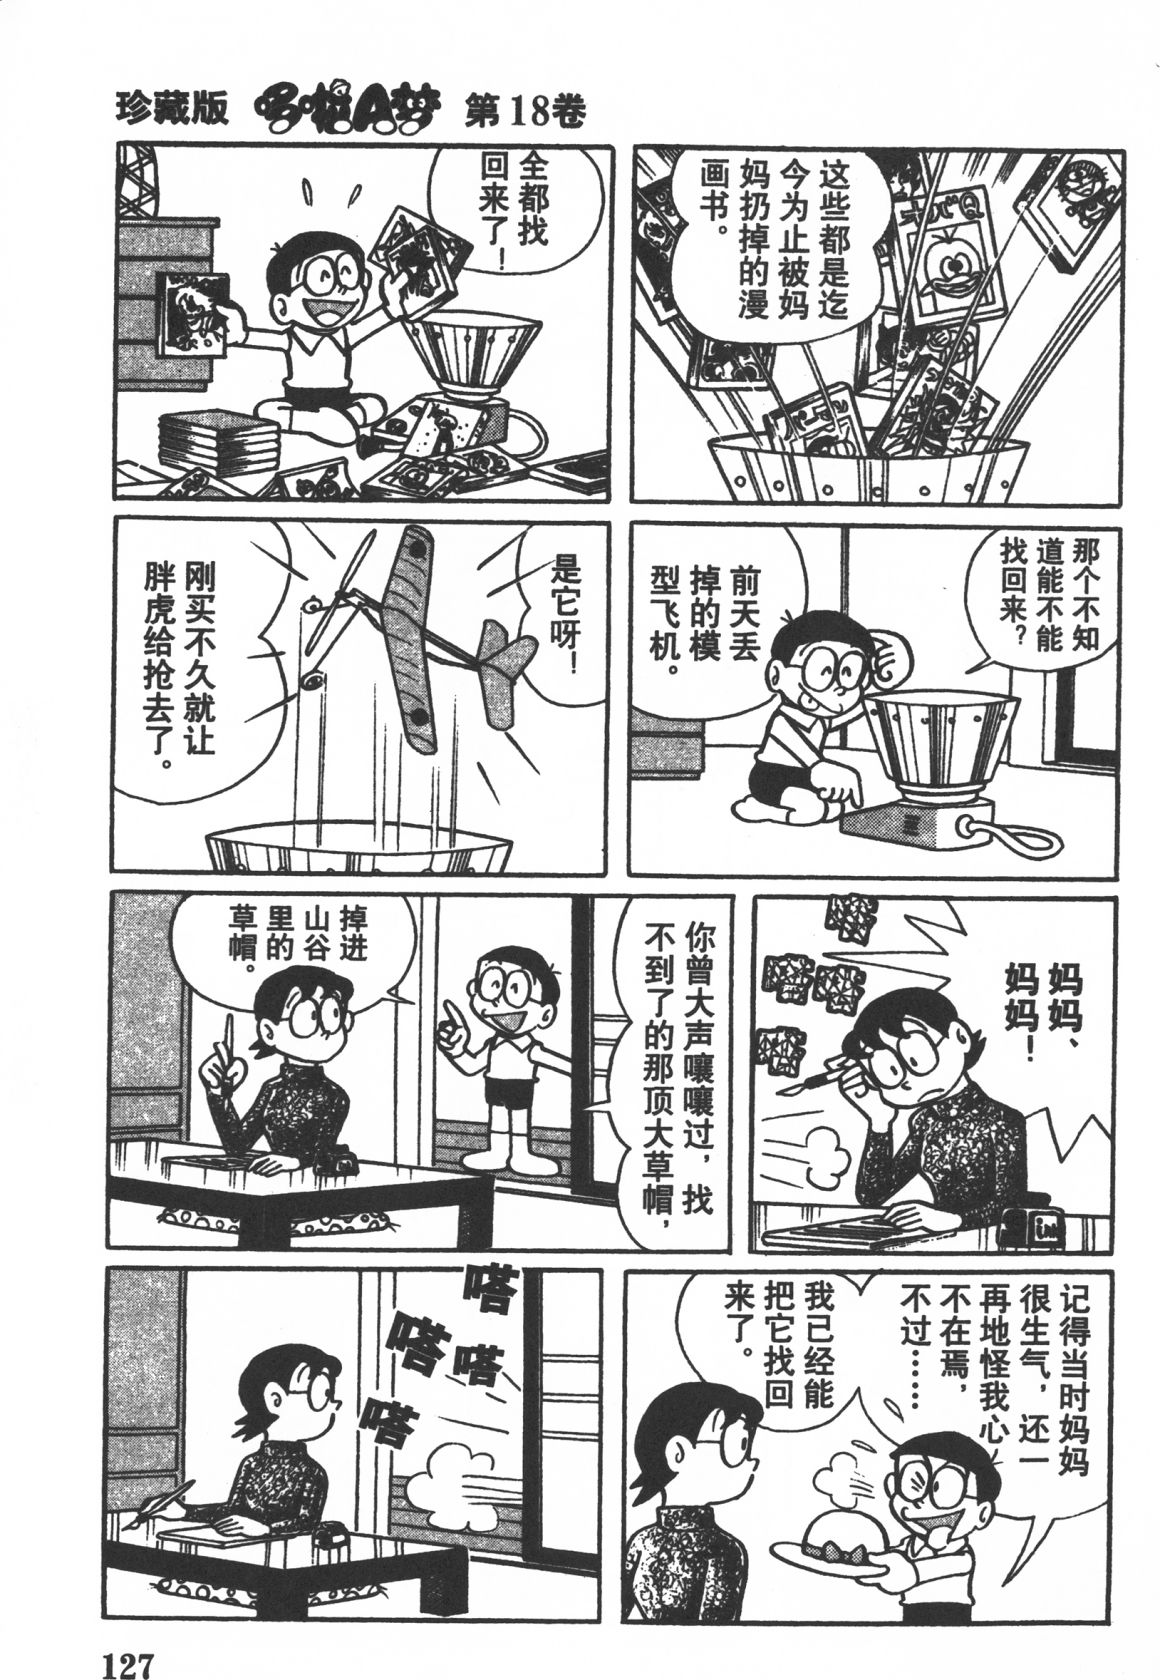 珍藏版 哆啦A梦 第18卷
这些都是迄
今为止被妈
妈扔掉的漫
画书。
全都找
回来了!
那个不知
道能不能
找回来?
前天丢
掉的模
型飞机。
是它呀!
刚买不久就让
胖虎给抢去了。
妈妈、
妈妈!
ink
你曾大声嚷嚷过,找
不到了的那顶大草帽,
掉进
山谷
里的
草帽。
记得当时妈妈
很生气,还一
再地怪我心
不在焉,
不过……
我已经能
把它找回
来了。
嗒
嗒
嗒
嗒
127